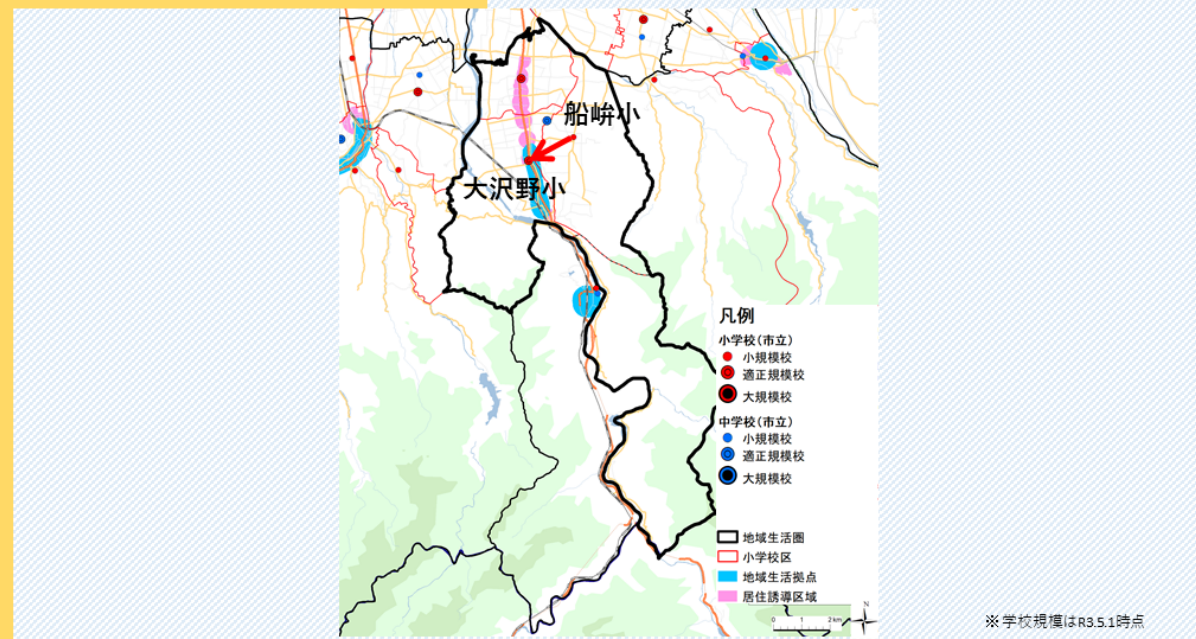 船峅小
大沢野小
凡例
小学校(市立)
小規模校
適正規模校
大規模校
中学校(市立)
小規模校
適正規模校
大規模校
地域生活圏
小学校区
地域生活拠点
居住誘導区域
N
0 1 2km
※学校規模はR3.5.1時点